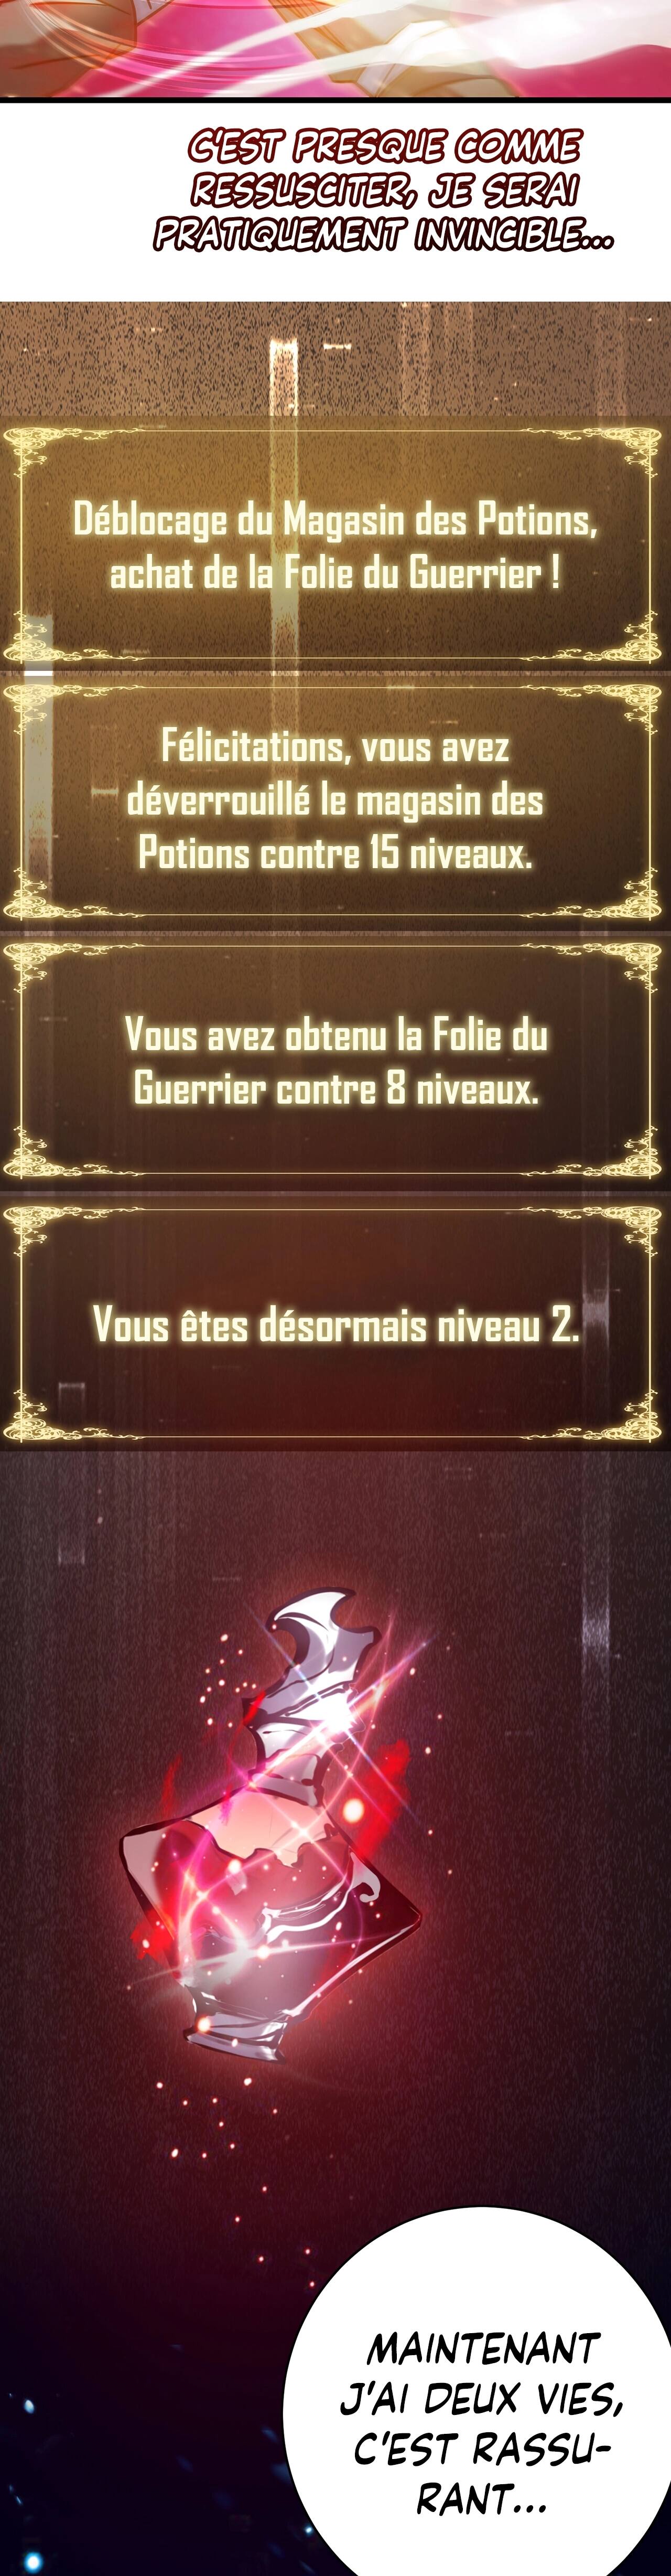 C'EST PRESQUE COMME
RESSUSCITER, JE SERAI
PRATIQUEMENT INVINCIBLE...
Déblocage du Magasin des Potions,
achat de la Folie du Guerrier !
Félicitations, vous avez
déverrouillé le magasin des
Potions contre 15 niveaux.
Vous avez obtenu la Folie du
Guerrier contre 8 niveaux.
Vous êtes désormais niveau 2.
MAINTENANT
J'AI DEUX VIES,
C'EST RASSU-
RANT...